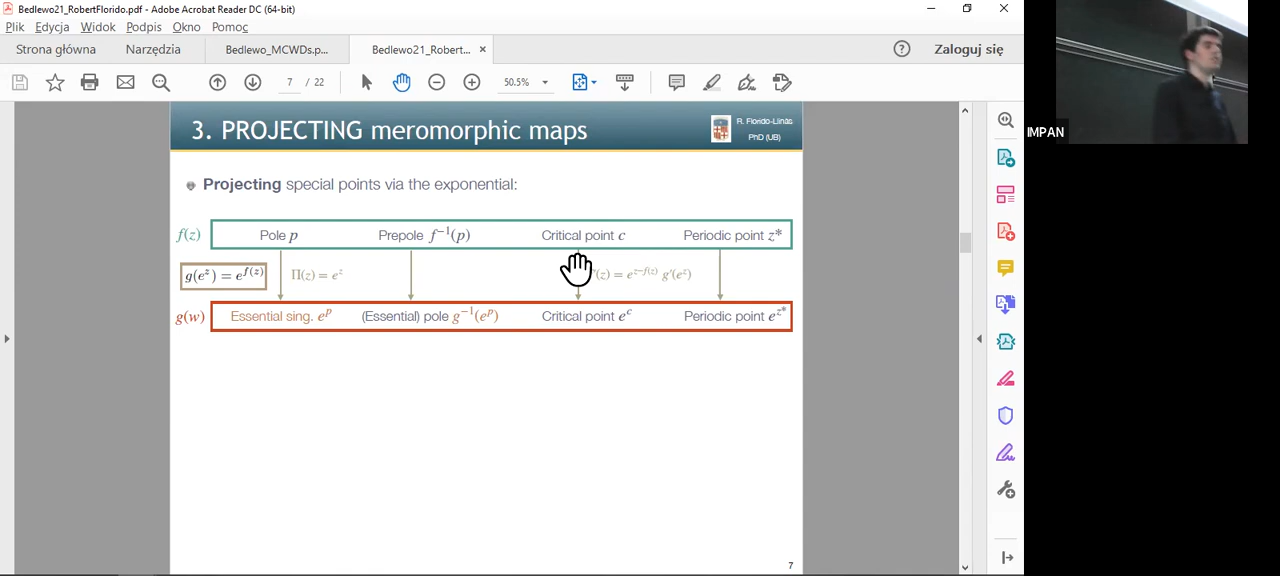 Bedlewo21_RobertFlorido.pdf - Adobe Acrobat Reader DC (64-bit)
Plik Edycja Widok Podpis Okno Pomoc
Strona główna Narzędzia Bedlewo_MCWDs.p... Bedlewo21_Robert... Zaloguj się
7 / 22 50.5%
3. PROJECTING meromorphic maps
R. Florido-Llinàs
PhD (UB)
Projecting special points via the exponential:
f(z) Pole p Prepole f⁻¹(p) Critical point c Periodic point z*
g(e^z) = e^{f(z)} Π(z) = e^z (z) = e^{z−f(z)} g′(e^z)
g(w) Essential sing. e^p (Essential) pole g⁻¹(e^p) Critical point e^c Periodic point e^{z*}
7
IMPAN